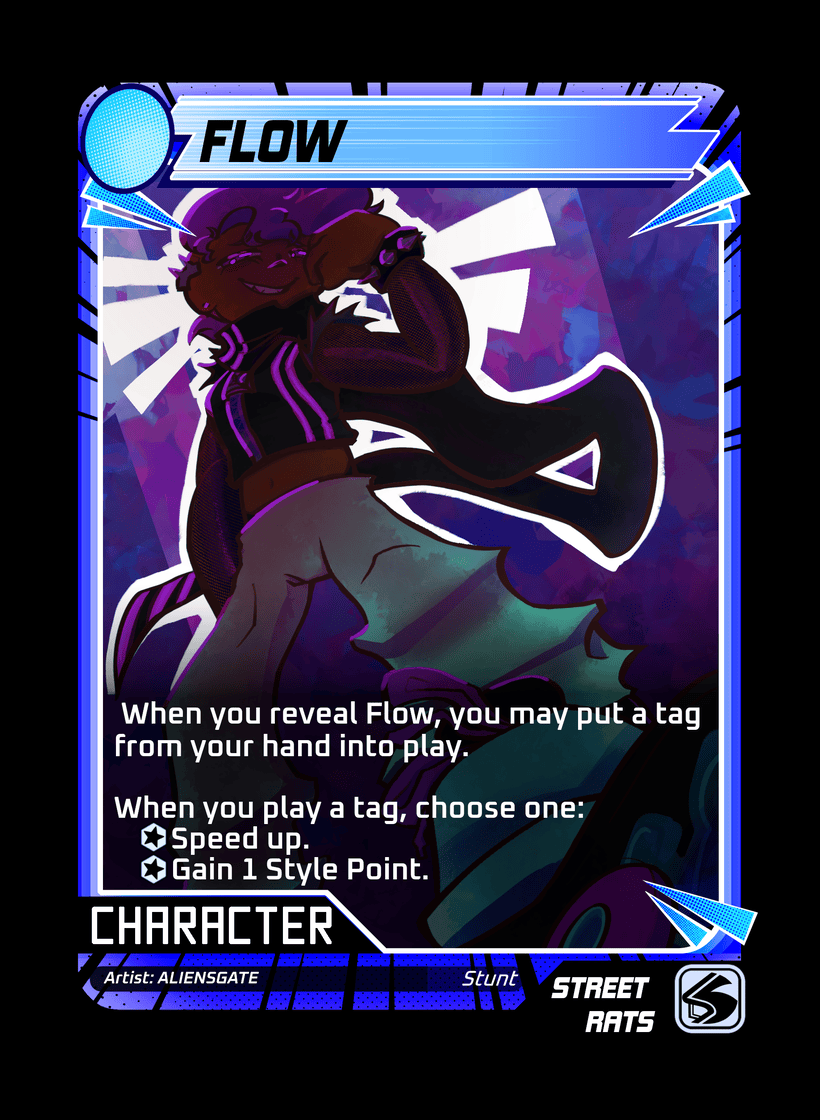 FLOW
When you reveal Flow, you may put a tag
from your hand into play.
When you play a tag, choose one:
Speed up.
Gain 1 Style Point.
CHARACTER
Artist: ALIENSGATE
Stunt
STREET
RATS